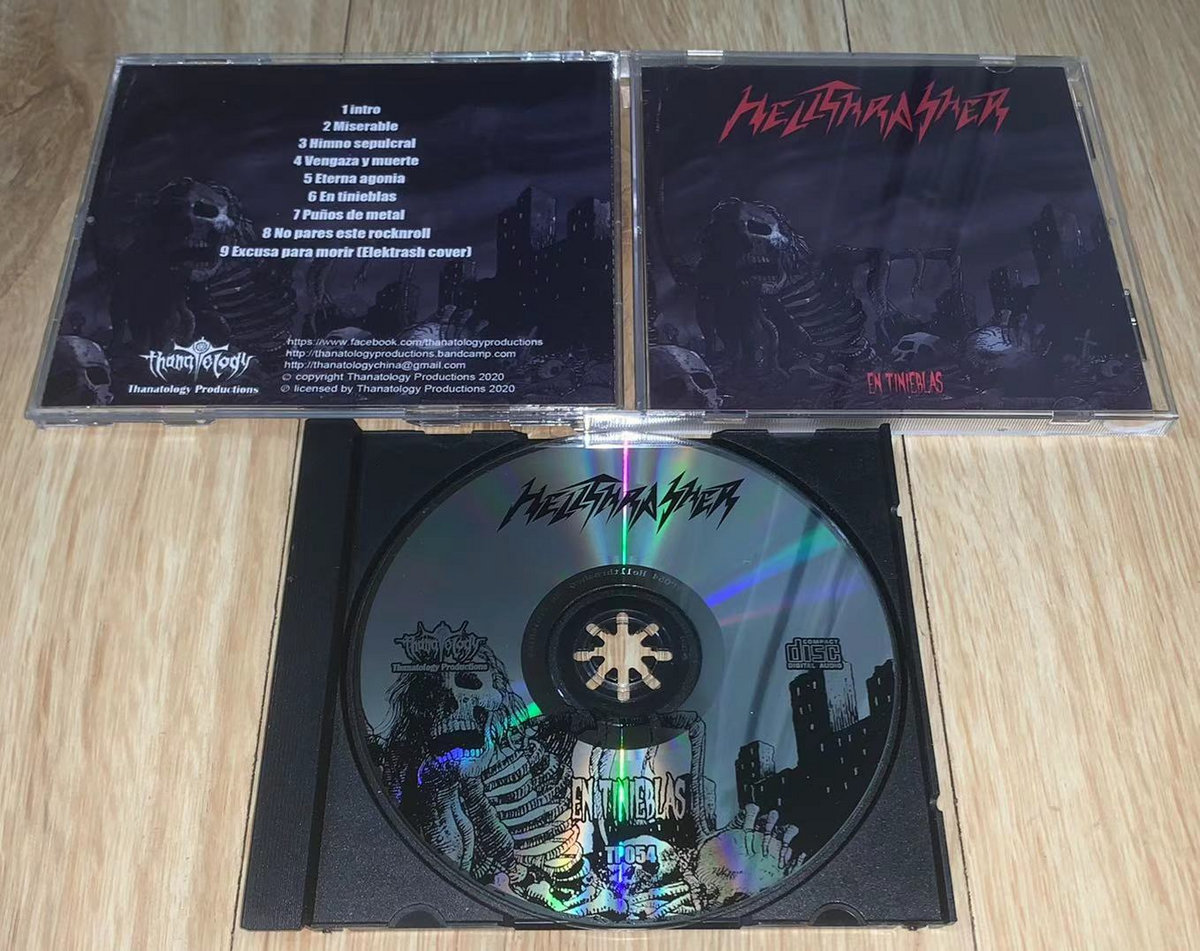 1 intro
2 Miserable
3 Himno sepulcral
4 Vengaza y muerte
5 Eterna agonia
6 En tinieblas
7 Puños de metal
8 No pares este rocknroll
9 Excusa para morir (Elektrash cover)
thanatology
Thanatology Productions
https://www.facebook.com/thanatologyproductions
http://thanatologyproductions.bandcamp.com
http://thanatologychina@gmail.com
© copyright Thanatology Productions 2020
℗ licensed by Thanatology Productions 2020
HELLTHRASHER
EN TINIEBLAS
HELLTHRASHER
thanatology
Thanatology Productions
COMPACT
disc
DIGITAL AUDIO
EN TINIEBLAS
TP054